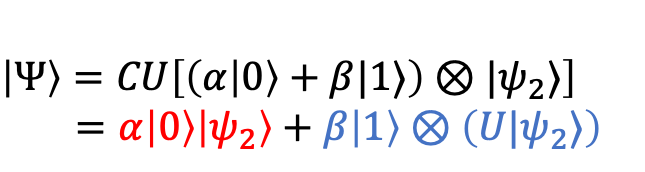 |Ψ⟩ = CU[(α|0⟩ + β|1⟩) ⊗ |ψ₂⟩]
= α|0⟩|ψ₂⟩ + β|1⟩ ⊗ (U|ψ₂⟩)